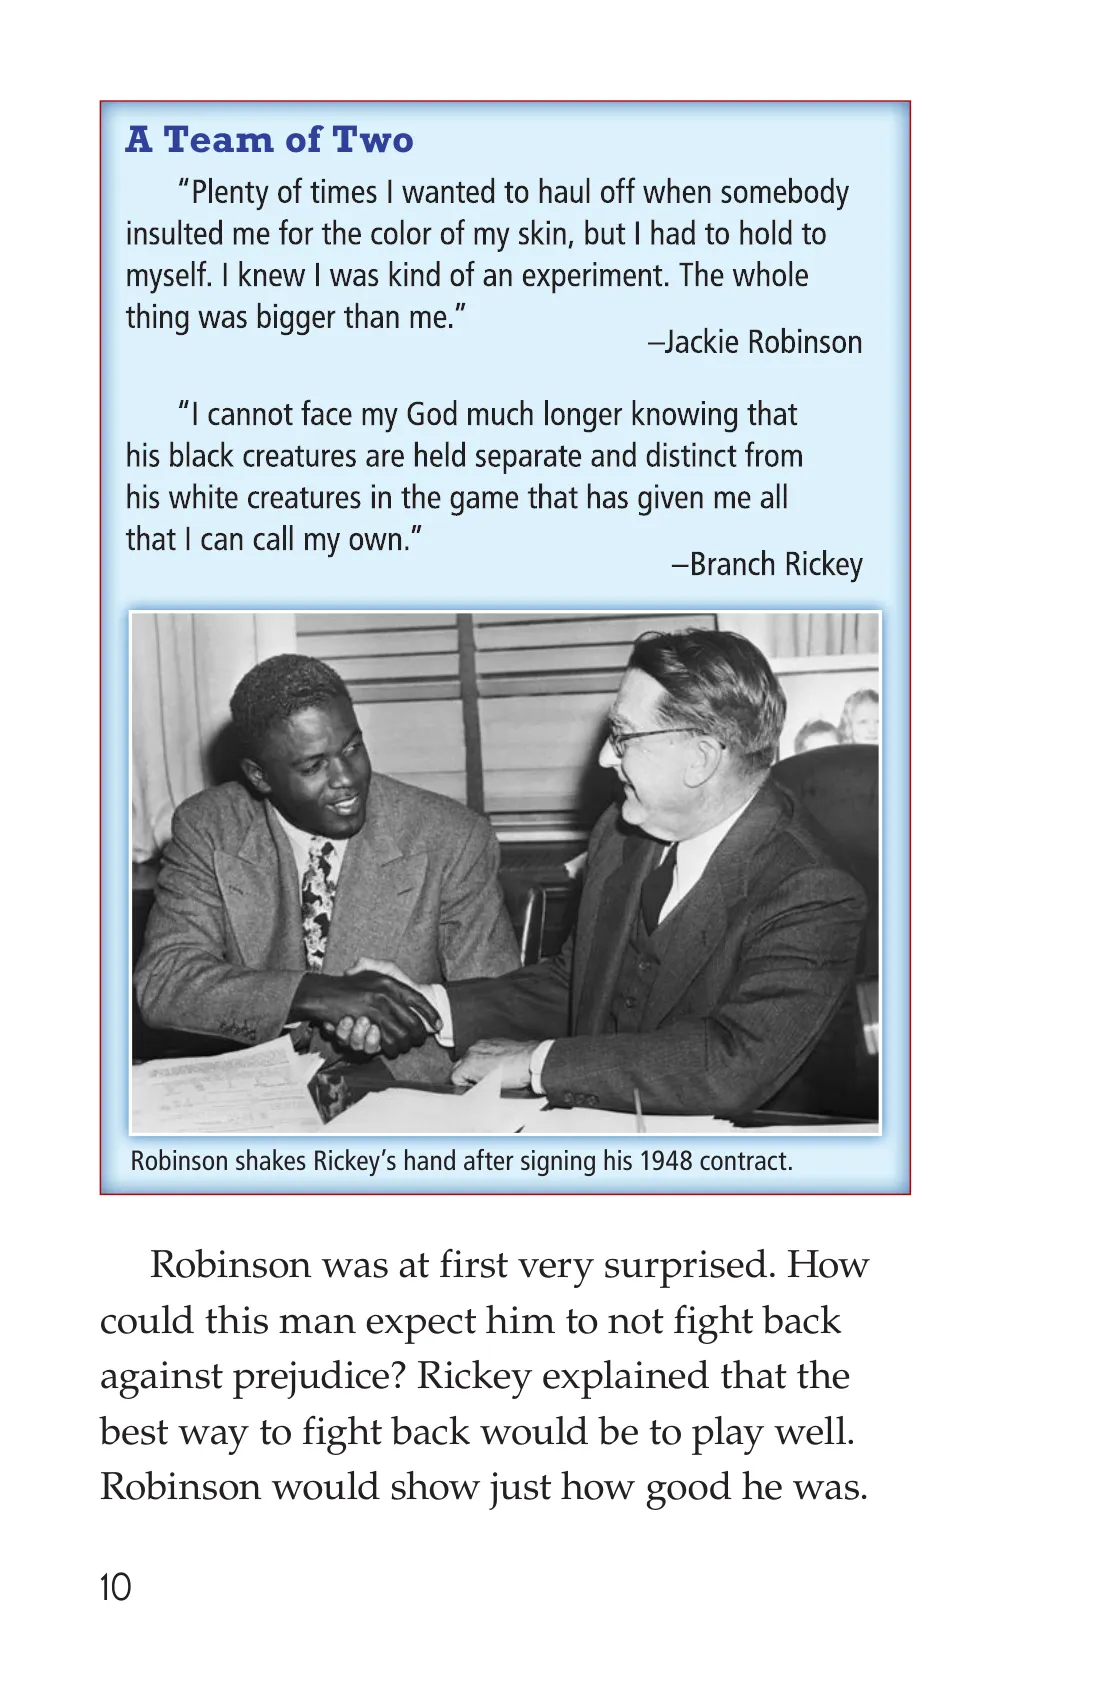 A Team of Two
“Plenty of times I wanted to haul off when somebody
insulted me for the color of my skin, but I had to hold to
myself. I knew I was kind of an experiment. The whole
thing was bigger than me.”
–Jackie Robinson
“I cannot face my God much longer knowing that
his black creatures are held separate and distinct from
his white creatures in the game that has given me all
that I can call my own.”
–Branch Rickey
Robinson shakes Rickey’s hand after signing his 1948 contract.
Robinson was at first very surprised. How
could this man expect him to not fight back
against prejudice? Rickey explained that the
best way to fight back would be to play well.
Robinson would show just how good he was.
10